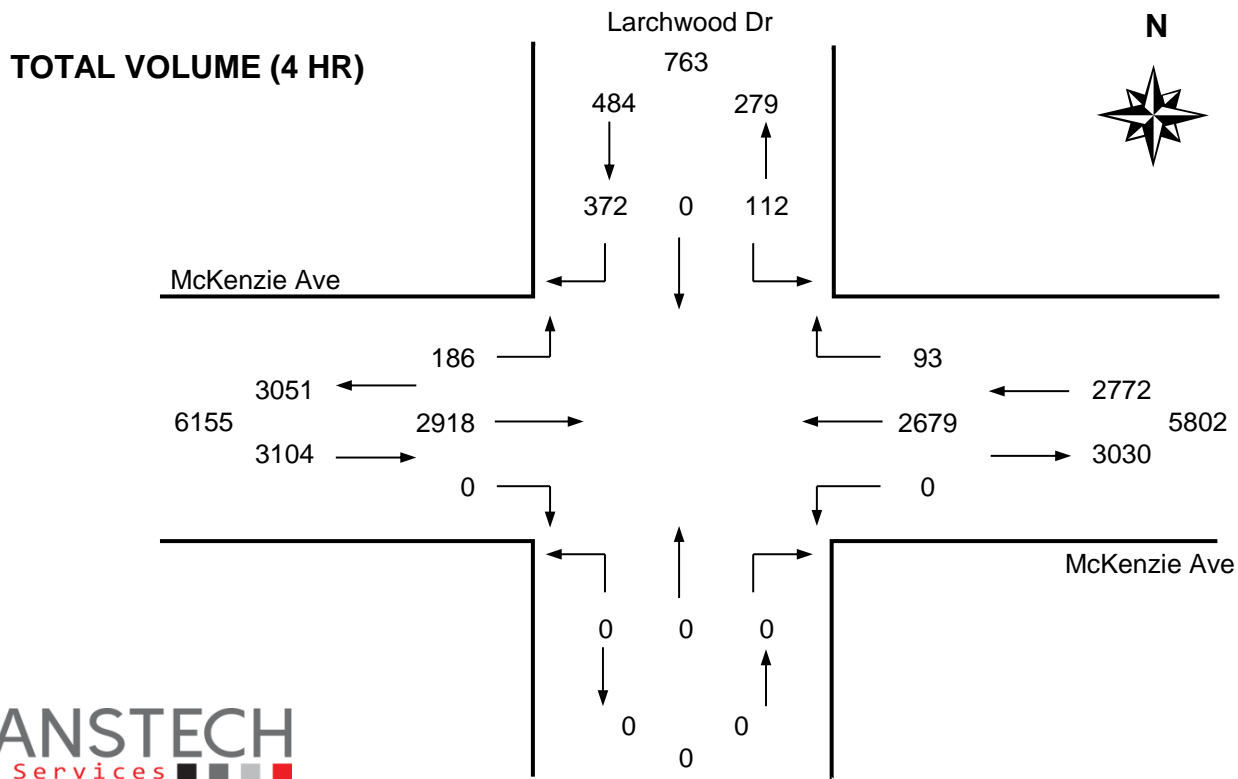 Larchwood Dr
N
TOTAL VOLUME (4 HR)
763
484 279
372 0 112
McKenzie Ave
186 93
3051 2772
6155 2918 2679 5802
3104 3030
0 0
McKenzie Ave
0 0 0
0 0
0
ANSTECH
Services